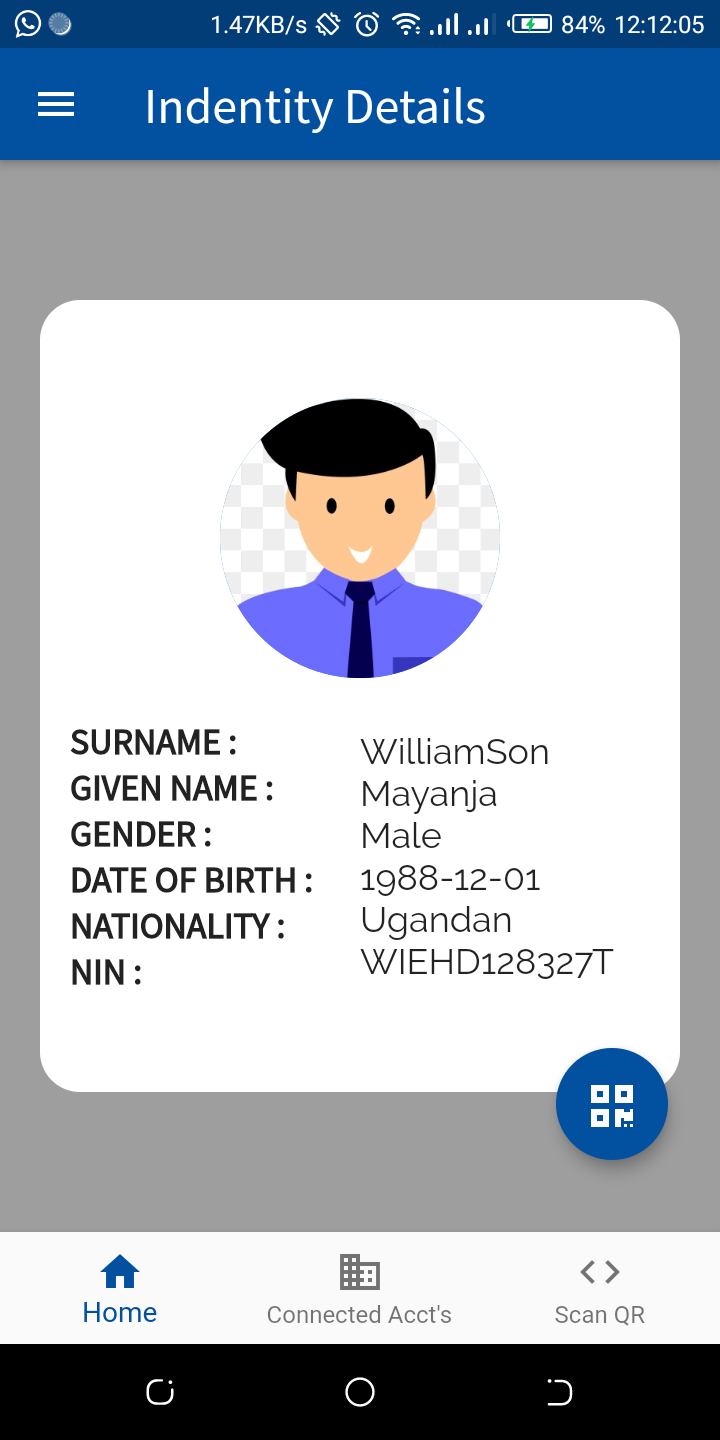 1.47KB/s 84% 12:12:05
Indentity Details
SURNAME : WilliamSon
GIVEN NAME : Mayanja
GENDER : Male
DATE OF BIRTH : 1988-12-01
NATIONALITY : Ugandan
NIN : WIEHD128327T
Home Connected Acct's Scan QR